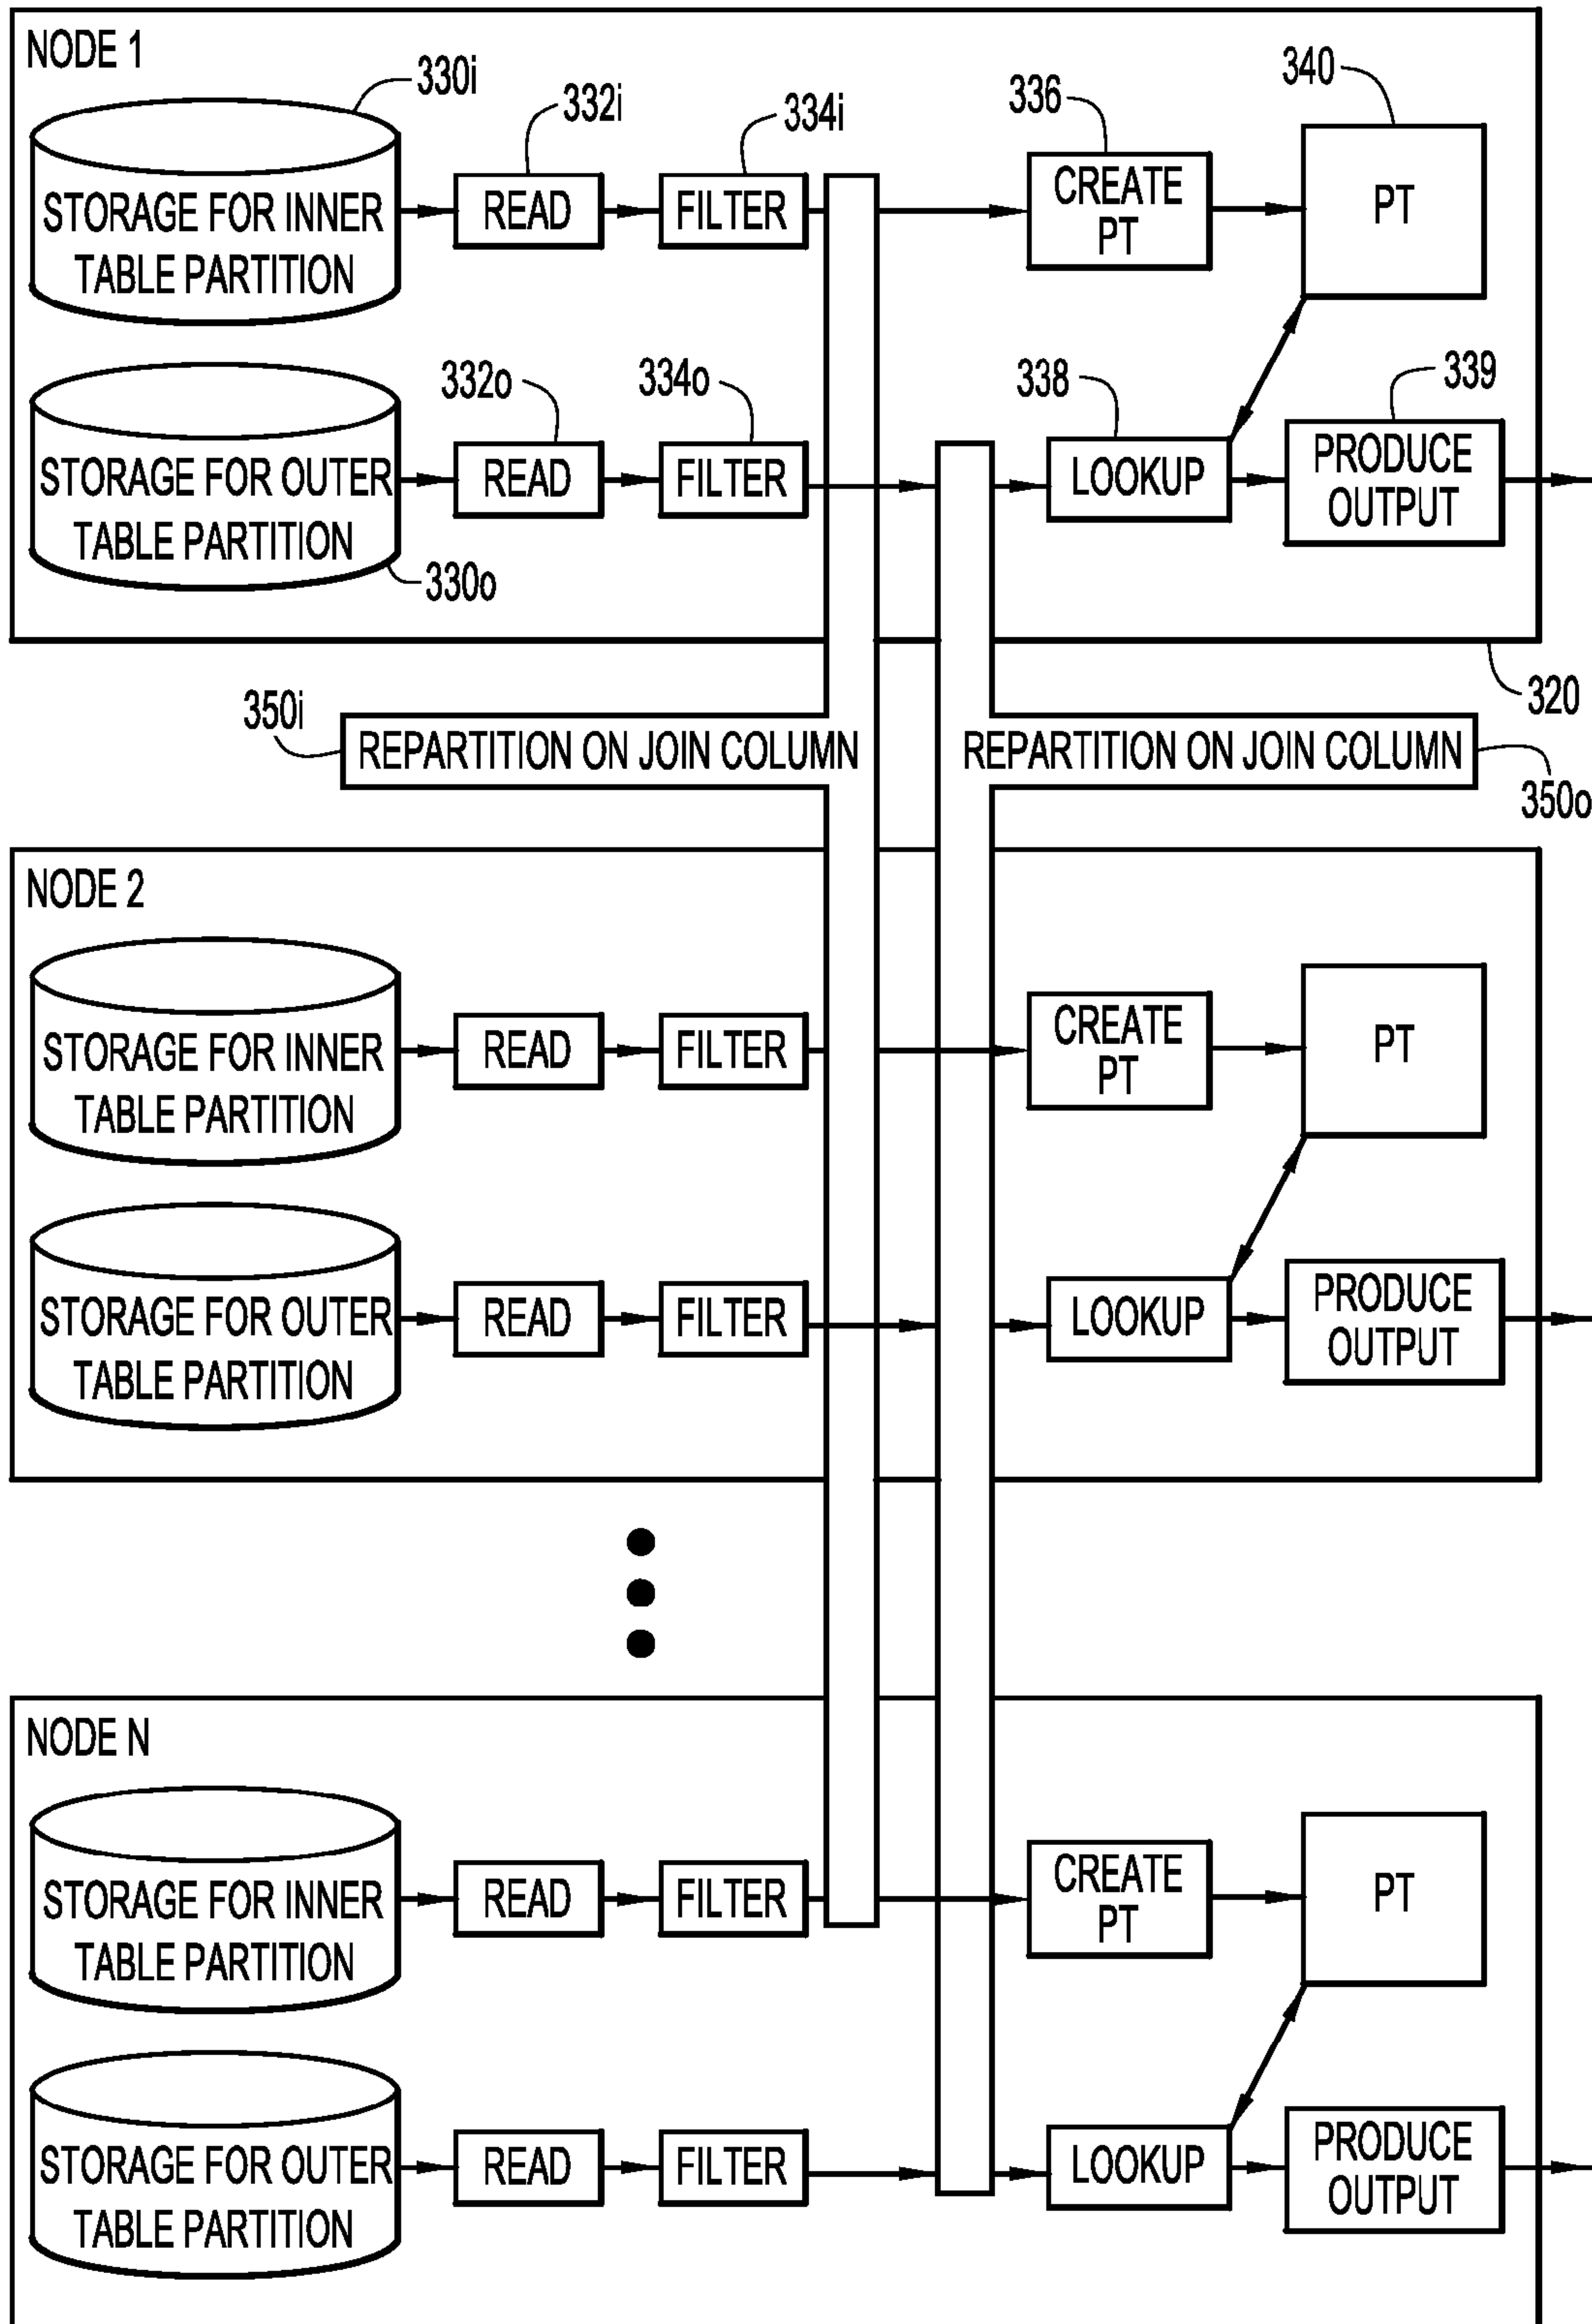 NODE 1
330i
332i
334i
336
340
STORAGE FOR INNER
TABLE PARTITION
READ
FILTER
CREATE
PT
PT
332o
334o
338
339
STORAGE FOR OUTER
TABLE PARTITION
READ
FILTER
LOOKUP
PRODUCE
OUTPUT
330o
320
350i
REPARTITION ON JOIN COLUMN
REPARTITION ON JOIN COLUMN
350o
NODE 2
STORAGE FOR INNER
TABLE PARTITION
READ
FILTER
CREATE
PT
PT
STORAGE FOR OUTER
TABLE PARTITION
READ
FILTER
LOOKUP
PRODUCE
OUTPUT
NODE N
STORAGE FOR INNER
TABLE PARTITION
READ
FILTER
CREATE
PT
PT
STORAGE FOR OUTER
TABLE PARTITION
READ
FILTER
LOOKUP
PRODUCE
OUTPUT